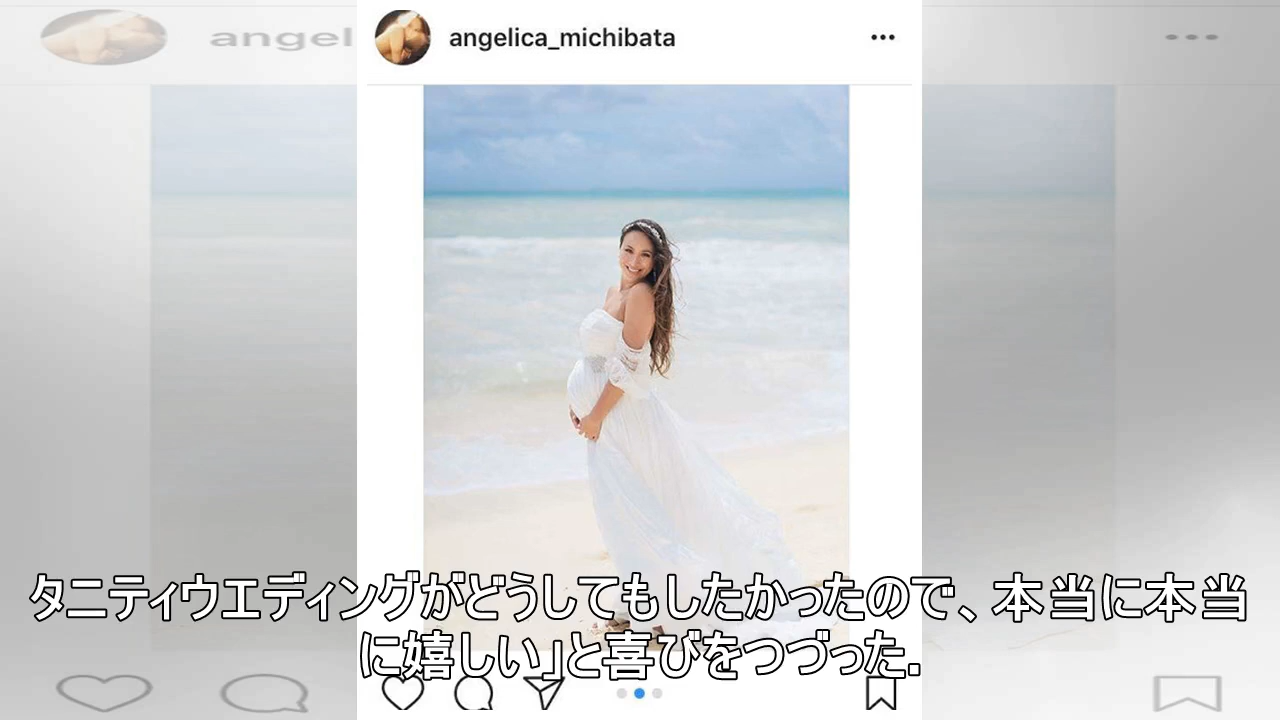 angel
angelica_michibata
タニティウエディングがどうしてもしたかったので、本当に本当
に嬉しい」と喜びをつづった.